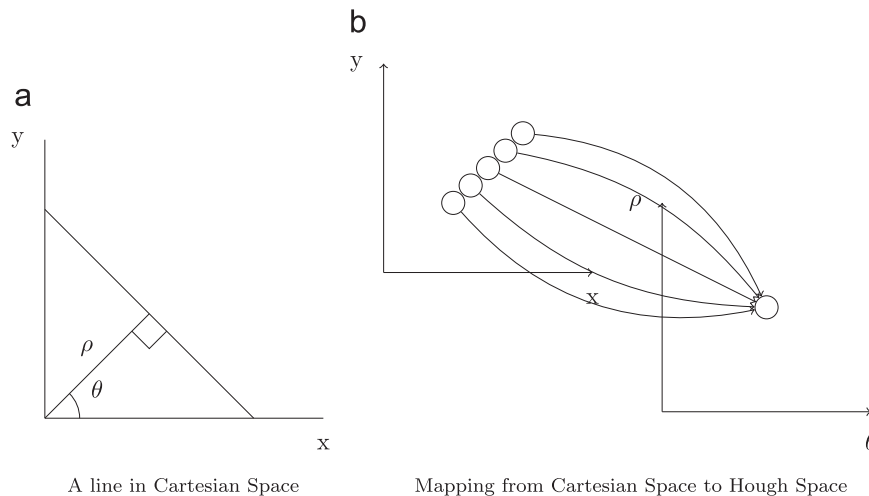 a
y
ρ
θ
x
A line in Cartesian Space
b
y
x
ρ
θ
Mapping from Cartesian Space to Hough Space